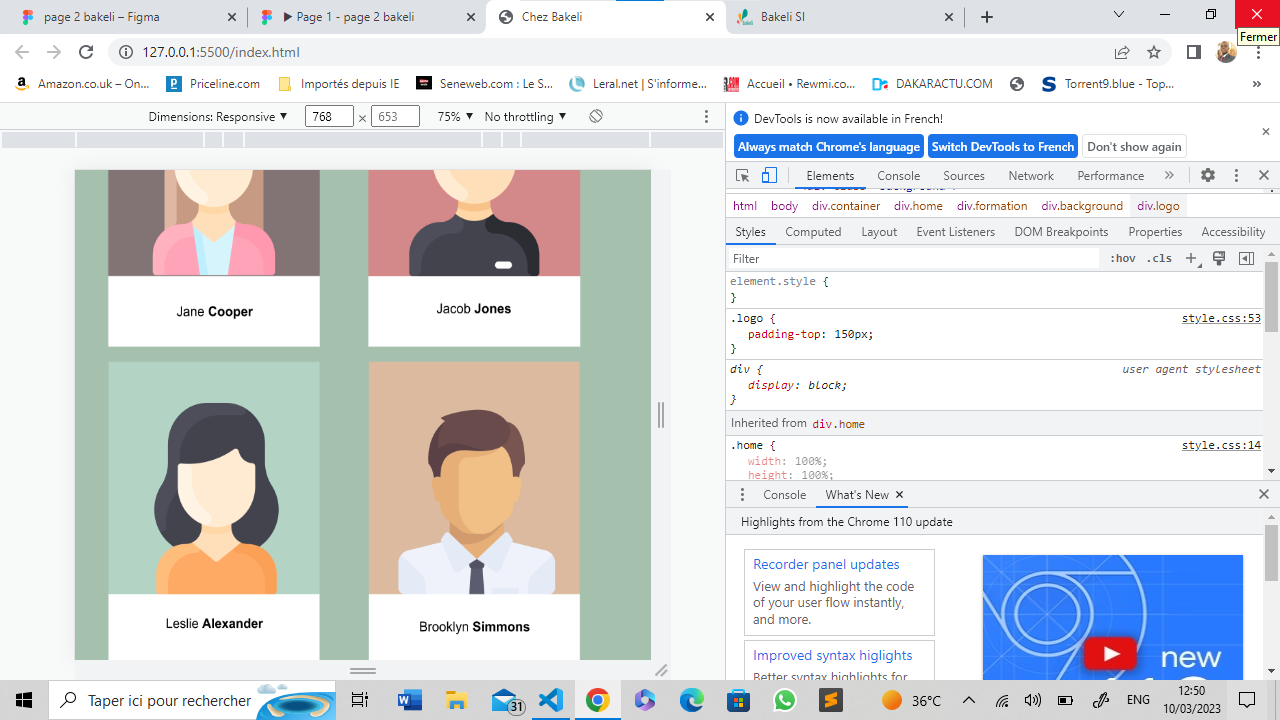 page 2 bakeli – Figma
▶ Page 1 - page 2 bakeli
Chez Bakeli
Bakeli SI
Fermer
127.0.0.1:5500/index.html
Amazon.co.uk – On...
Priceline.com
Importés depuis IE
Seneweb.com : Le S...
Leral.net | S'informe...
Accueil • Rewmi.co...
DAKARACTU.COM
Torrent9.blue - Top...
»
Dimensions: Responsive ▼ 768 × 653 75% ▼ No throttling ▼
DevTools is now available in French!
Always match Chrome's language
Switch DevTools to French
Don't show again
Elements Console Sources Network Performance »
html body div.container div.home div.formation div.background div.logo
Styles Computed Layout Event Listeners DOM Breakpoints Properties Accessibility
Filter :hov .cls
element.style {
}
.logo { style.css:53
padding-top: 150px;
}
div { user agent stylesheet
display: block;
}
Inherited from div.home
.home { style.css:14
width: 100%;
height: 100%;
Console What's New
Highlights from the Chrome 110 update
Recorder panel updates
View and highlight the code
of your user flow instantly,
and more.
Improved syntax higlights
Better syntax highlights for
new
Jane Cooper
Jacob Jones
Leslie Alexander
Brooklyn Simmons
Taper ici pour rechercher
31
36°C
ENG
12:50
10/03/2023